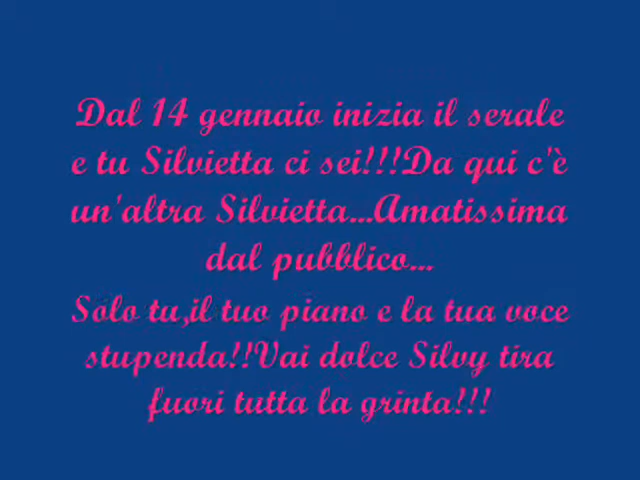 Dal 14 gennaio inizia il serale
e tu Silvietta ci sei!!!Da qui c'è
un'altra Silvietta...Amatissima
dal pubblico...
Solo tu,il tuo piano e la tua voce
stupenda!!Vai dolce Silvy tira
fuori tutta la grinta!!!